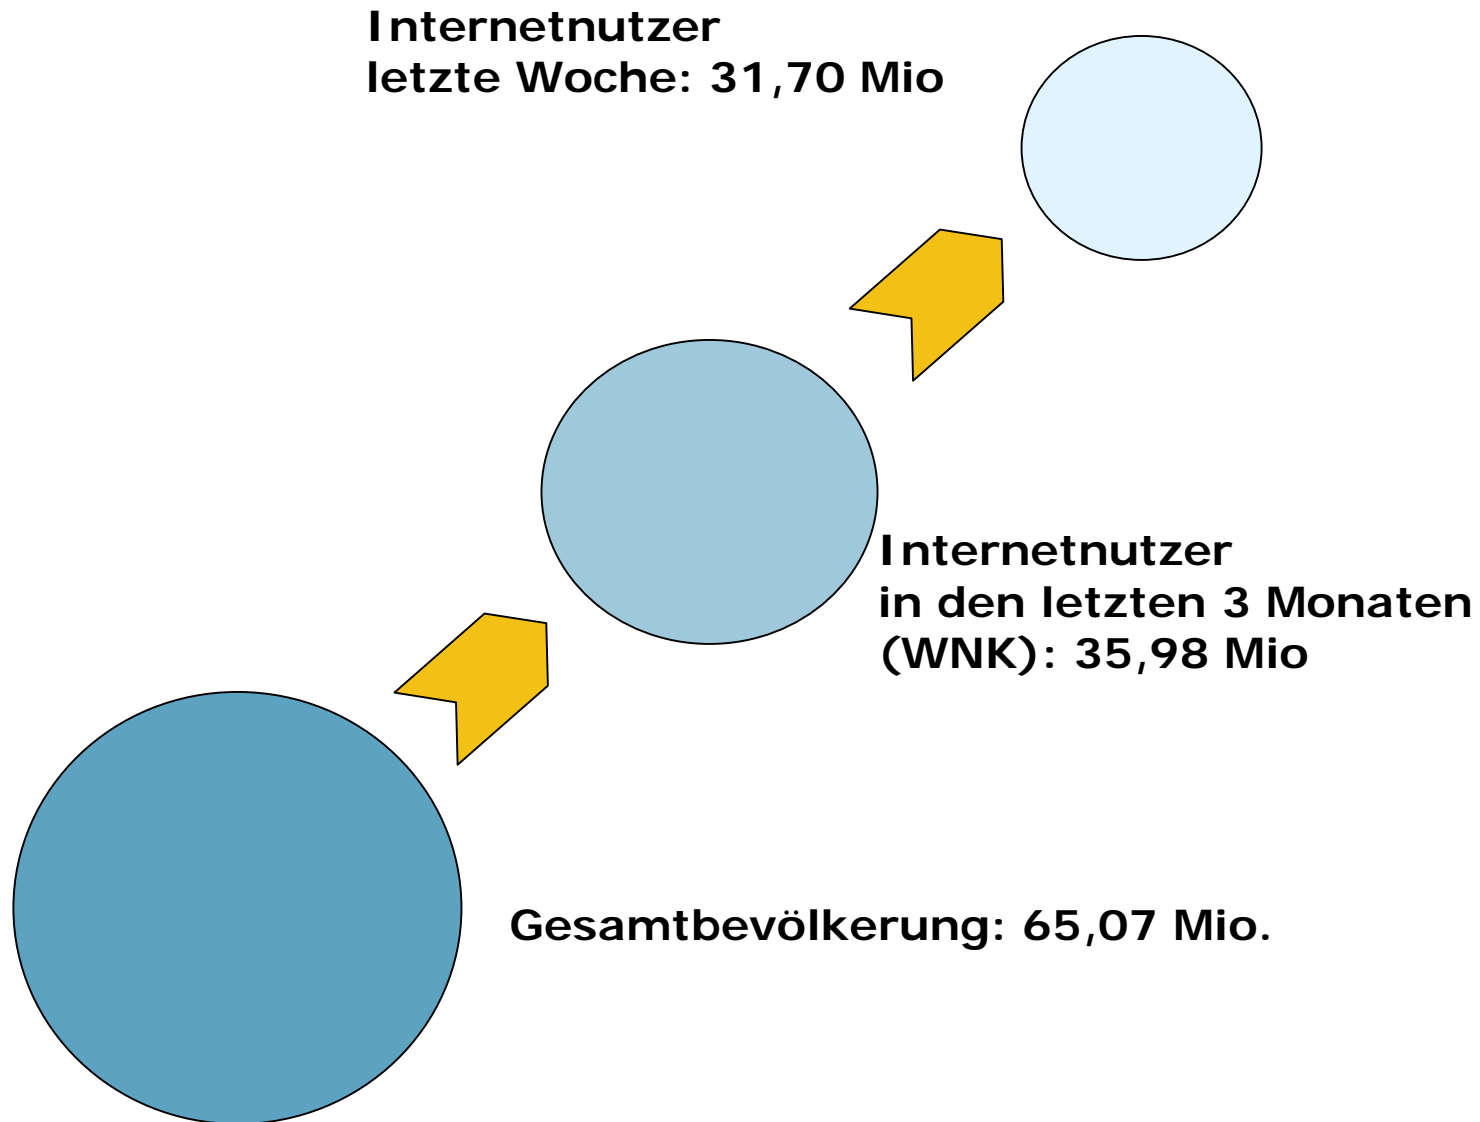 Internetnutzer
letzte Woche: 31,70 Mio
Internetnutzer
in den letzten 3 Monaten
(WNK): 35,98 Mio
Gesamtbevölkerung: 65,07 Mio.